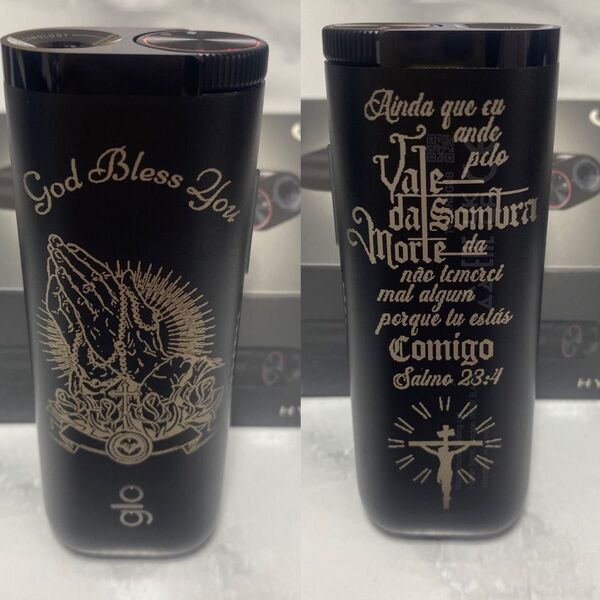 God Bless You
glo
Ainda que eu
ande
pelo
Vale
da Sombra
da
Morte
não temerei
mal algum
porque tu estás
Comigo
Salmo 23:4
HY